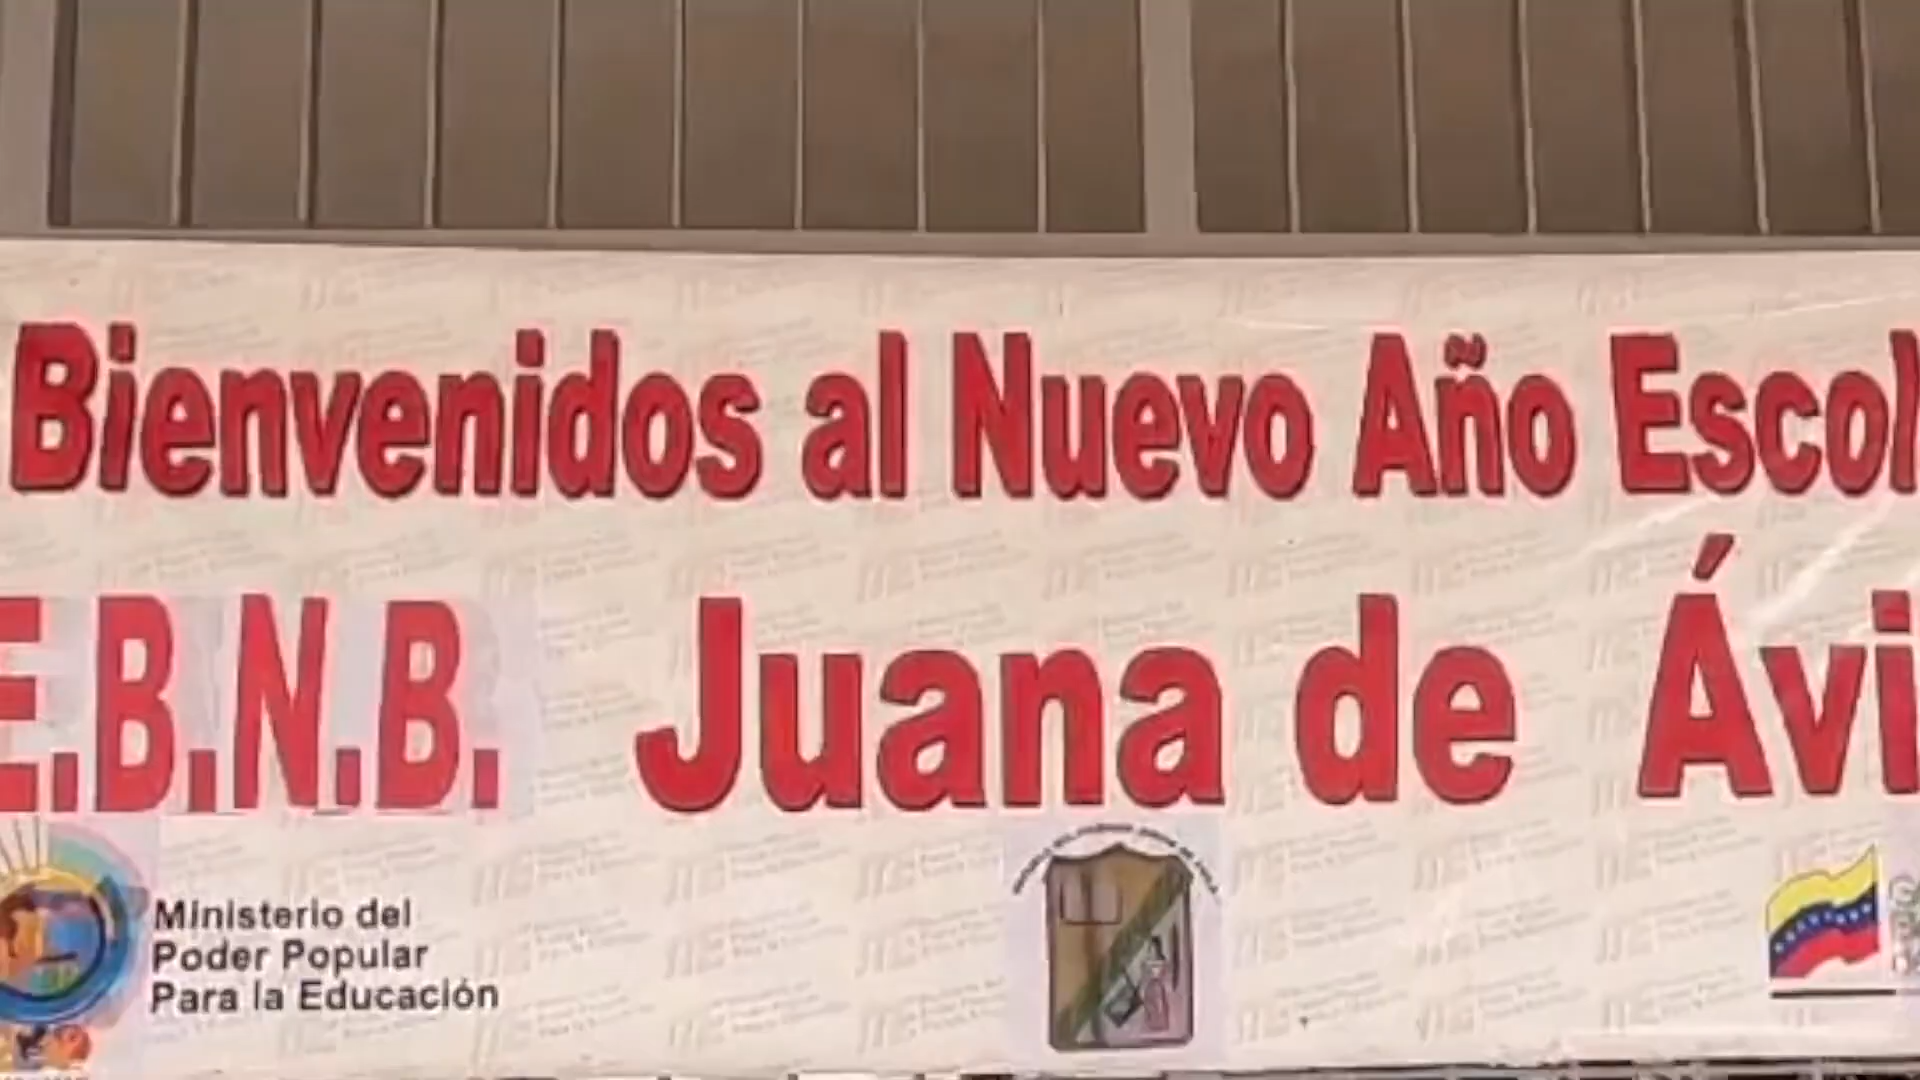 Bienvenidos al Nuevo Año Escol
E.B.N.B. Juana de Ávi
Ministerio del
Poder Popular
Para la Educación